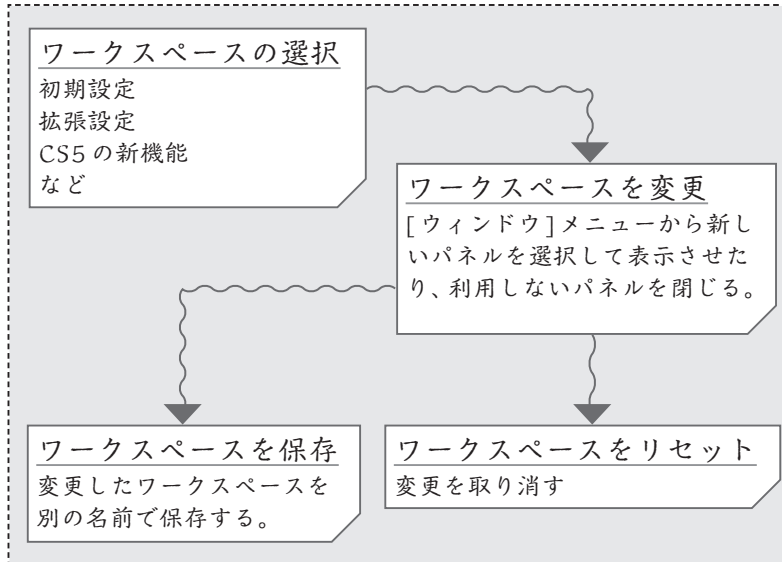 ワークスペースの選択
初期設定
拡張設定
CS5の新機能
など
ワークスペースを変更
[ウィンドウ]メニューから新し
いパネルを選択して表示させた
り、利用しないパネルを閉じる。
ワークスペースを保存
変更したワークスペースを
別の名前で保存する。
ワークスペースをリセット
変更を取り消す